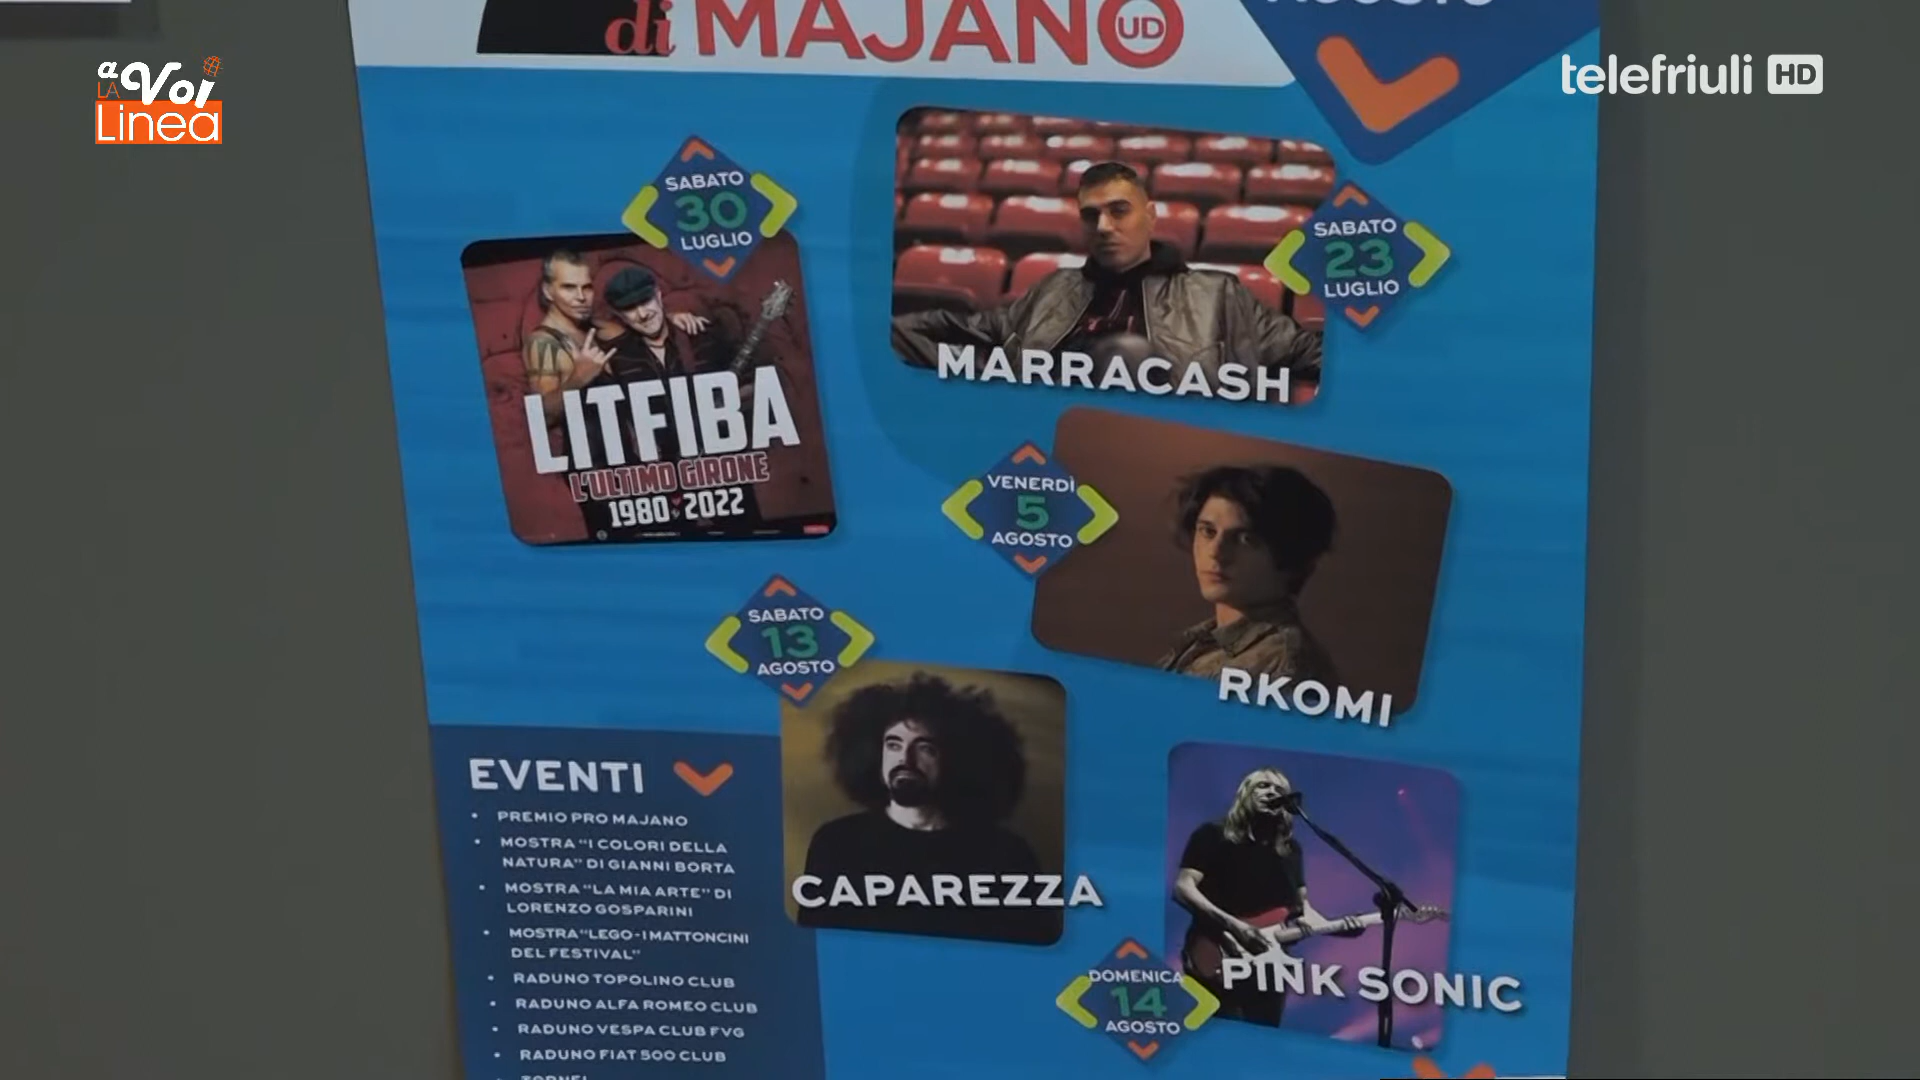 a
LA
Voi
Linea
telefriuli HD
di MAJANO
UD
SABATO
30
LUGLIO
LITFIBA
L'ULTIMO GIRONE
1980 2022
SABATO
23
LUGLIO
MARRACASH
VENERDÌ
5
AGOSTO
RKOMI
SABATO
13
AGOSTO
CAPAREZZA
DOMENICA
14
AGOSTO
PINK SONIC
EVENTI
• PREMIO PRO MAJANO
• MOSTRA "I COLORI DELLA
NATURA" DI GIANNI BORTA
• MOSTRA "LA MIA ARTE" DI
LORENZO GOSPARINI
• MOSTRA "LEGO - I MATTONCINI
DEL FESTIVAL"
• RADUNO TOPOLINO CLUB
• RADUNO ALFA ROMEO CLUB
• RADUNO VESPA CLUB FVG
• RADUNO FIAT 500 CLUB